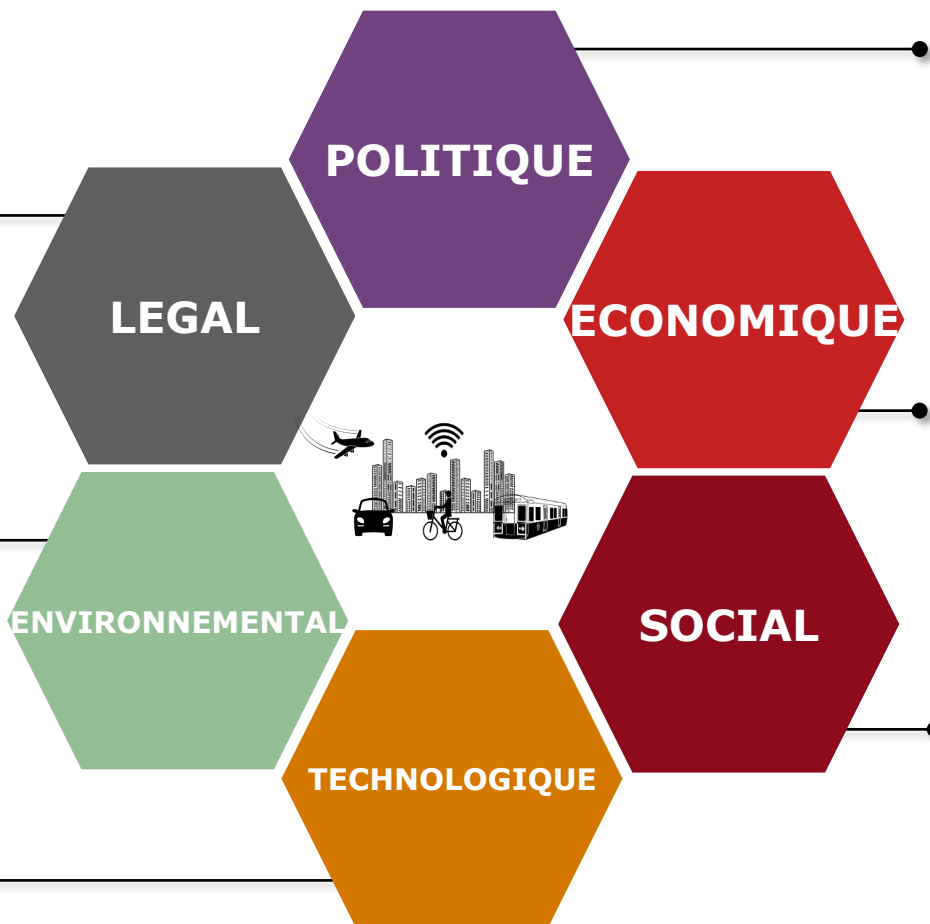 POLITIQUE
LEGAL
ECONOMIQUE
ENVIRONNEMENTAL
SOCIAL
TECHNOLOGIQUE